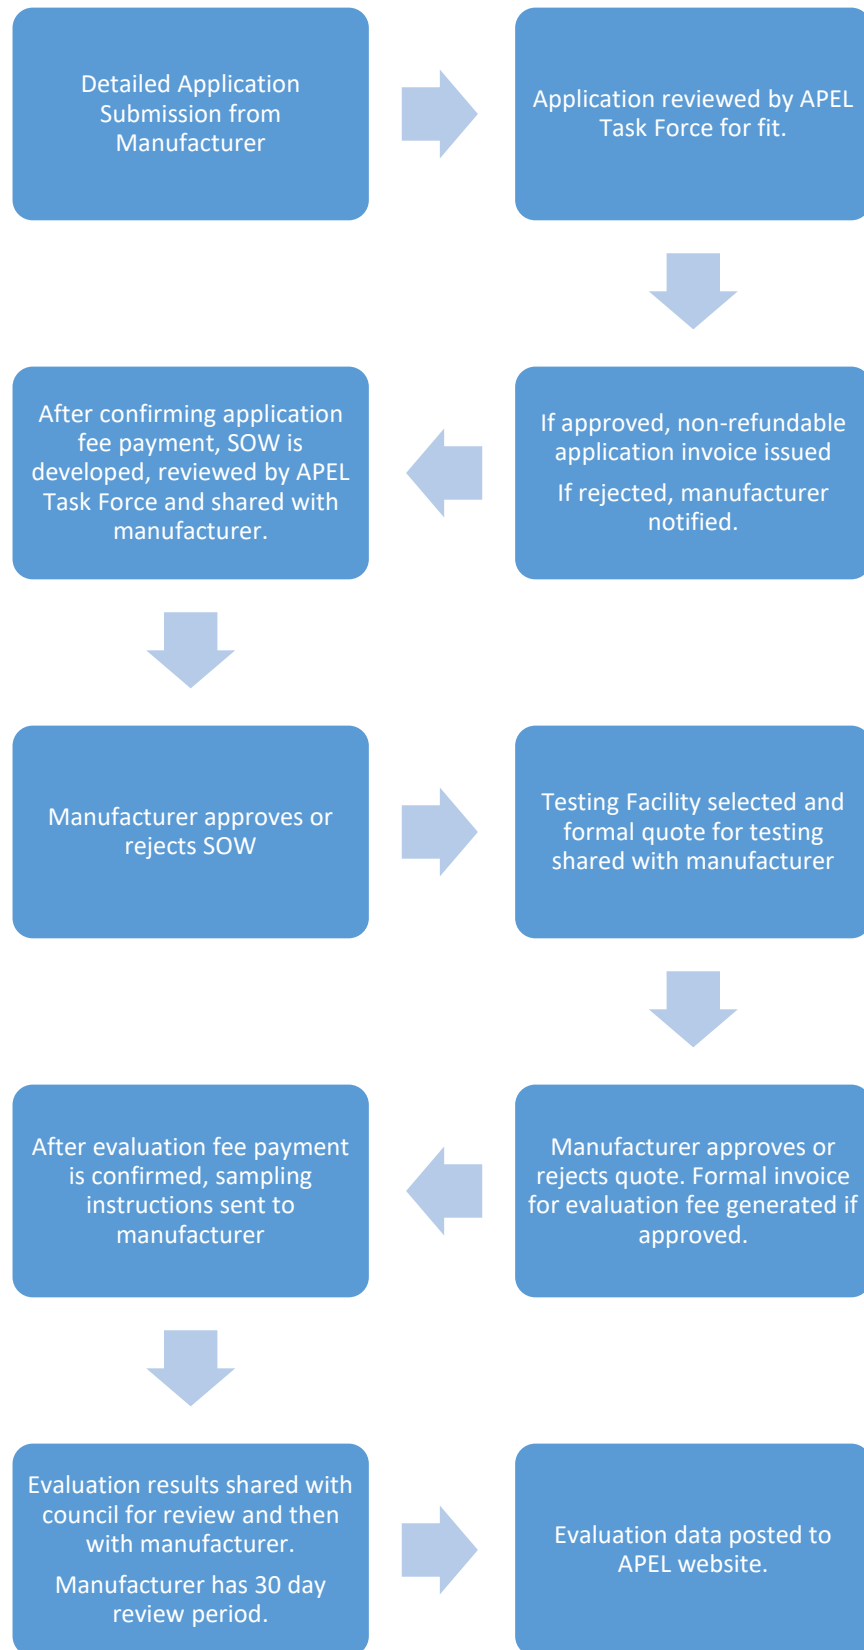 Detailed Application
Submission from
Manufacturer
Application reviewed by APEL
Task Force for fit.
If approved, non-refundable
application invoice issued
If rejected, manufacturer
notified.
After confirming application
fee payment, SOW is
developed, reviewed by APEL
Task Force and shared with
manufacturer.
Manufacturer approves or
rejects SOW
Testing Facility selected and
formal quote for testing
shared with manufacturer
Manufacturer approves or
rejects quote. Formal invoice
for evaluation fee generated if
approved.
After evaluation fee payment
is confirmed, sampling
instructions sent to
manufacturer
Evaluation results shared with
council for review and then
with manufacturer.
Manufacturer has 30 day
review period.
Evaluation data posted to
APEL website.